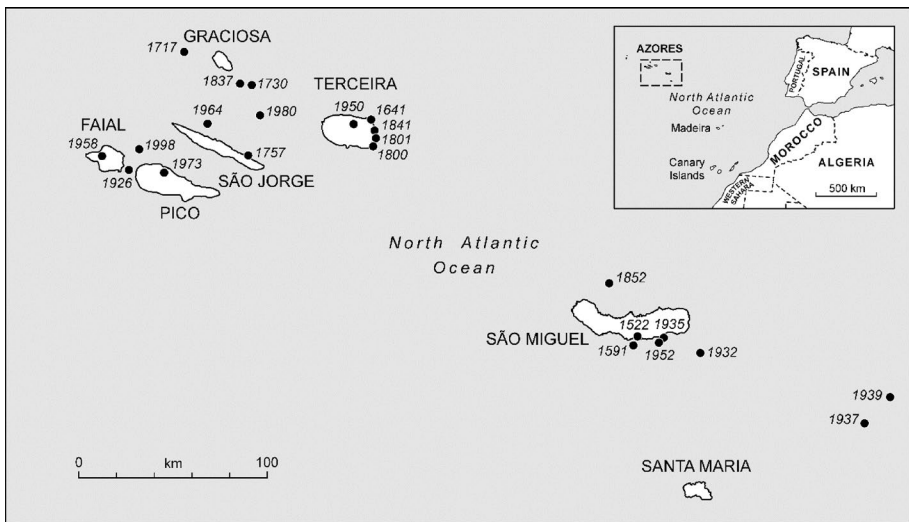 GRACIOSA
1717
1837
1730
TERCEIRA
1980
1950
1641
1841
1801
1800
1964
FAIAL
1998
1958
1757
1973
1926
SÃO JORGE
PICO
North Atlantic
Ocean
1852
1522
1935
SÃO MIGUEL
1591
1952
1932
1939
1937
SANTA MARIA
0
100
km
AZORES
PORTUGAL
SPAIN
North Atlantic
Ocean
Madeira
MOROCCO
Canary
Islands
ALGERIA
WESTERN
SAHARA
500 km